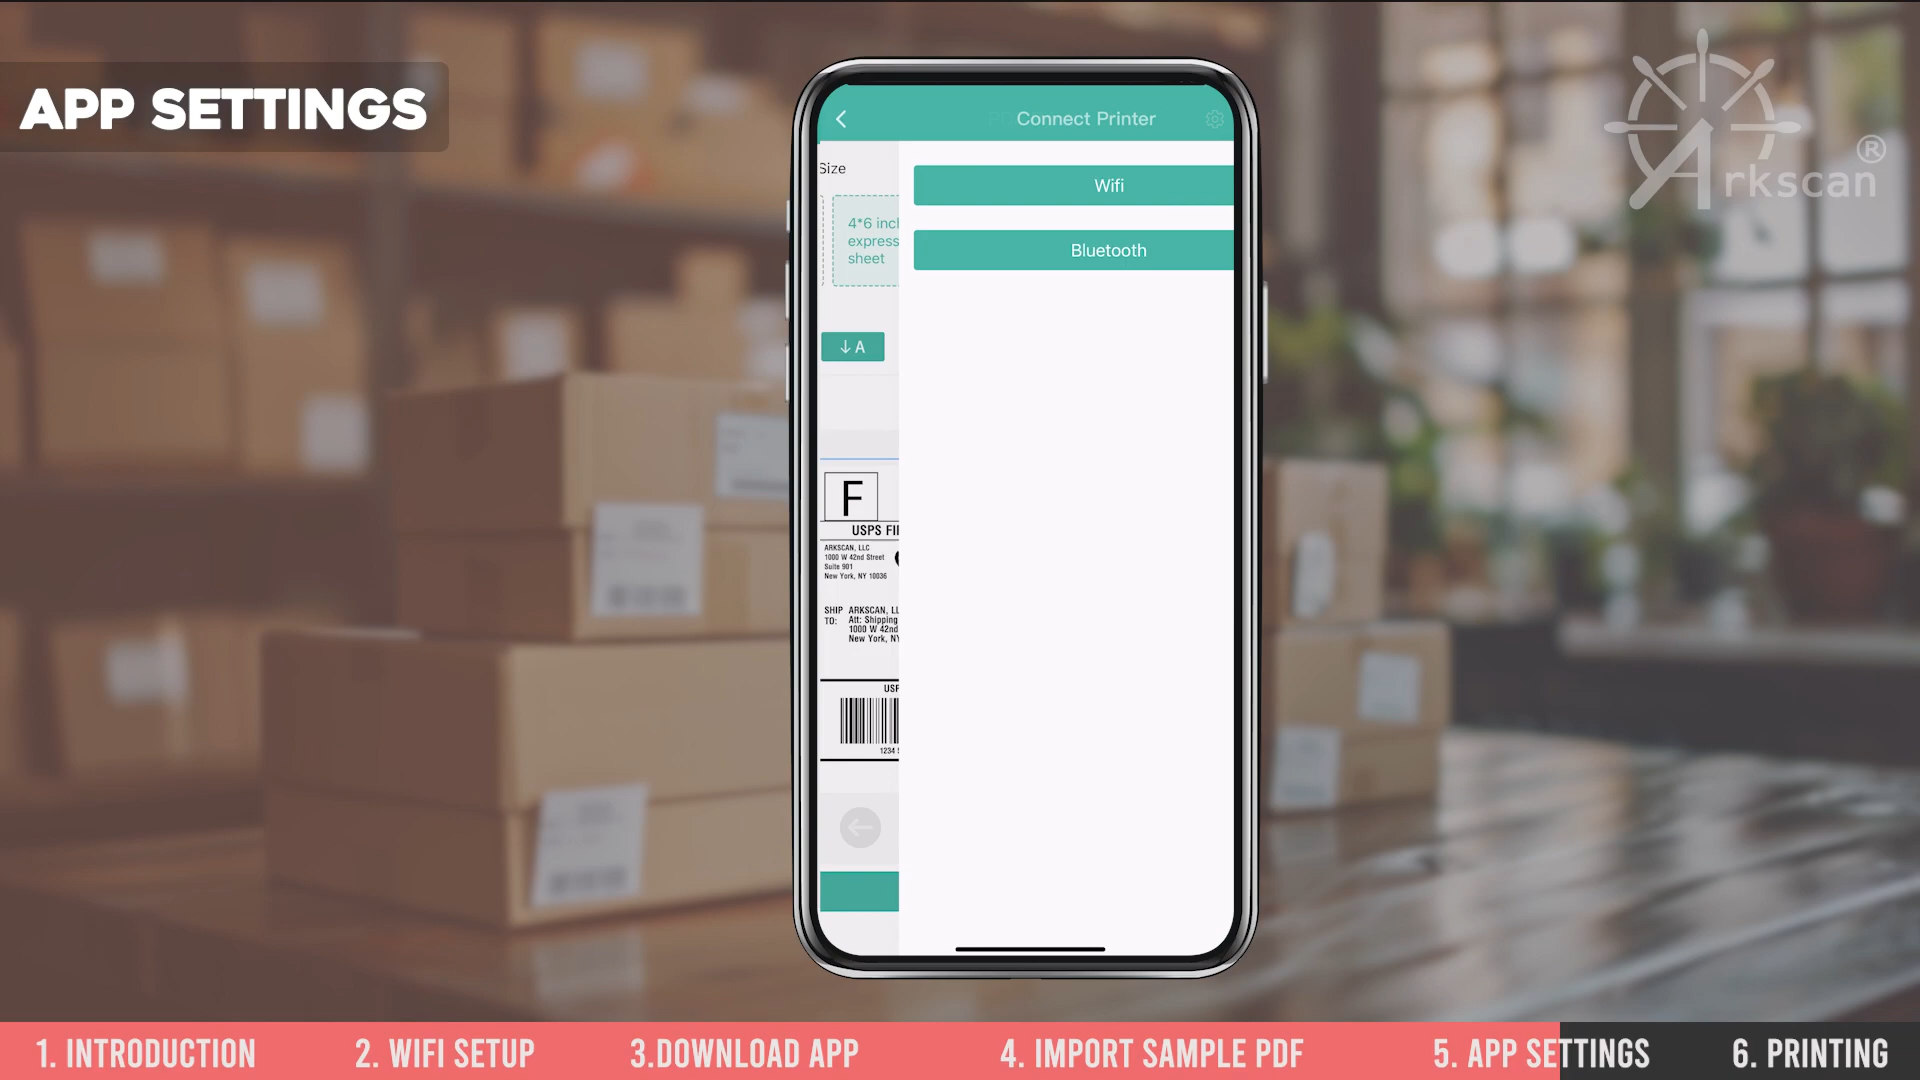 APP SETTINGS
Arkscan ®
Connect Printer
Size
4*6 incl
express
sheet
Wifi
Bluetooth
↓ A
F
USPS FI
ARKSCAN, LLC
1000 W 42nd Street
Suite 901
New York, NY 10036
SHIP TO:
ARKSCAN, LL
Att: Shipping
1000 W 42nd
New York, NY
USP
1234
1. INTRODUCTION
2. WIFI SETUP
3.DOWNLOAD APP
4. IMPORT SAMPLE PDF
5. APP SETTINGS
6. PRINTING